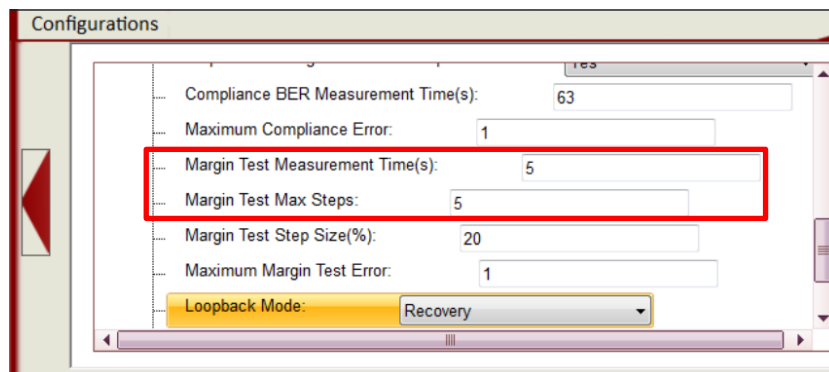 Configurations
Compliance BER Measurement Time(s): 63
Maximum Compliance Error: 1
Margin Test Measurement Time(s): 5
Margin Test Max Steps: 5
Margin Test Step Size(%): 20
Maximum Margin Test Error: 1
Loopback Mode: Recovery